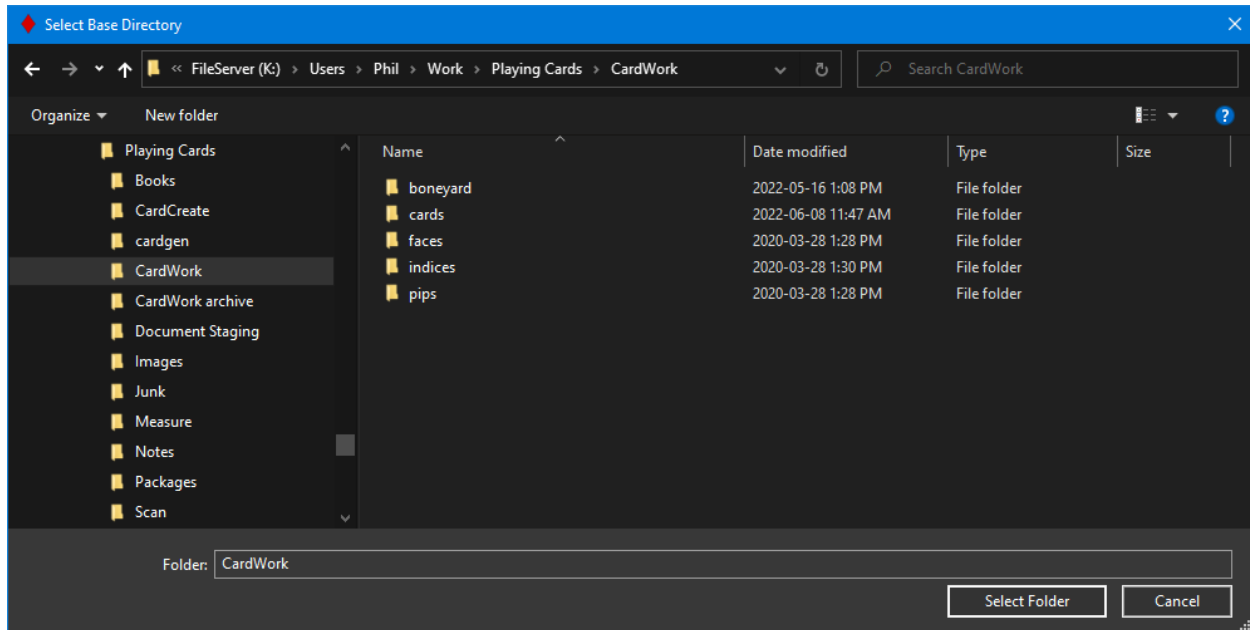 Select Base Directory
« FileServer (K:) › Users › Phil › Work › Playing Cards › CardWork
Search CardWork
Organize
New folder
?
Playing Cards
Books
CardCreate
cardgen
CardWork
CardWork archive
Document Staging
Images
Junk
Measure
Notes
Packages
Scan
Name Date modified Type Size
boneyard 2022-05-16 1:08 PM File folder
cards 2022-06-08 11:47 AM File folder
faces 2020-03-28 1:28 PM File folder
indices 2020-03-28 1:30 PM File folder
pips 2020-03-28 1:28 PM File folder
Folder: CardWork
Select Folder Cancel